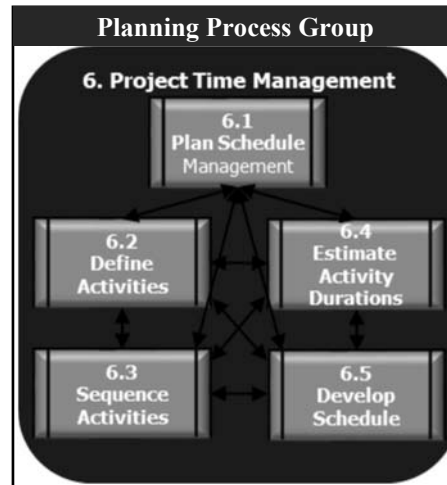 Planning Process Group
6. Project Time Management
6.1
Plan Schedule
Management
6.2
Define
Activities
6.4
Estimate
Activity
Durations
6.3
Sequence
Activities
6.5
Develop
Schedule